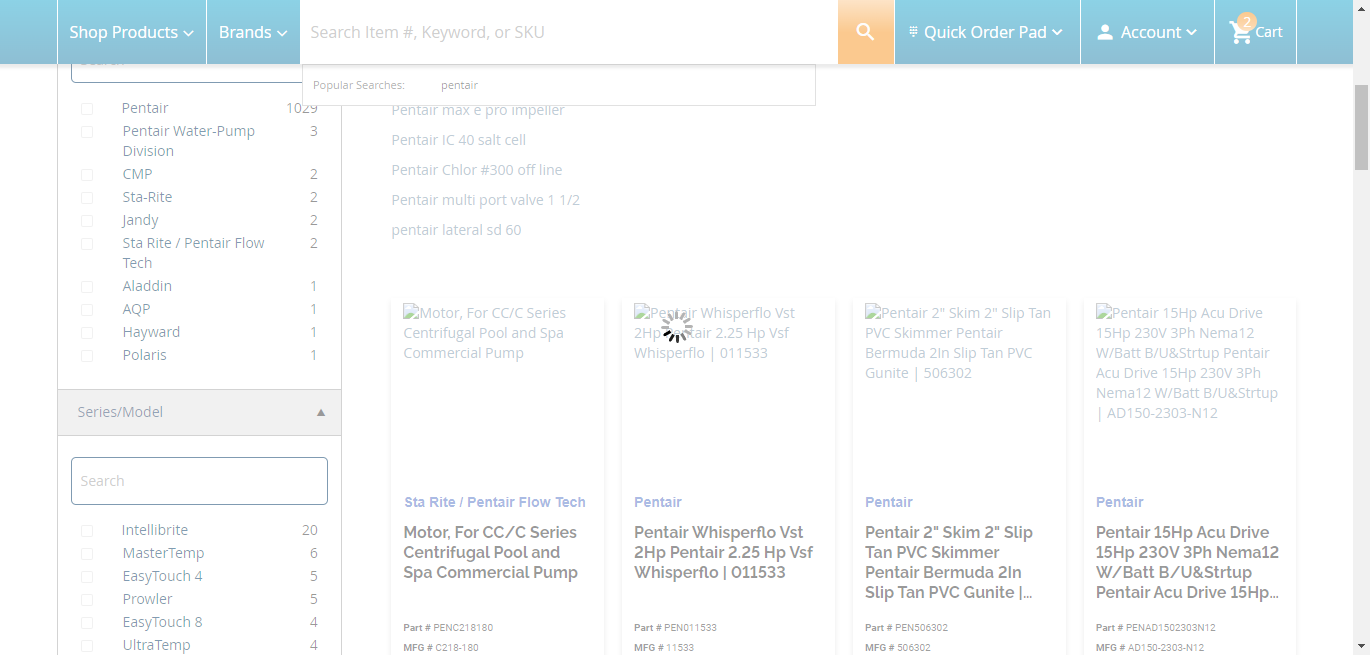 Shop Products
Brands
Search Item #, Keyword, or SKU
Quick Order Pad
Account
2
Cart
Popular Searches: pentair
Pentair 1029
Pentair Water-Pump 3
Division
CMP 2
Sta-Rite 2
Jandy 2
Sta Rite / Pentair Flow 2
Tech
Aladdin 1
AQP 1
Hayward 1
Polaris 1
Series/Model
Search
Intellibrite 20
MasterTemp 6
EasyTouch 4 5
Prowler 5
EasyTouch 8 4
UltraTemp 4
Pentair max e pro impeller
Pentair IC 40 salt cell
Pentair Chlor #300 off line
Pentair multi port valve 1 1/2
pentair lateral sd 60
Motor, For CC/C Series
Centrifugal Pool and Spa
Commercial Pump
Sta Rite / Pentair Flow Tech
Motor, For CC/C Series
Centrifugal Pool and
Spa Commercial Pump
Part # PENC218180
MFG # C218-180
Pentair Whisperflo Vst
2Hp Pentair 2.25 Hp Vsf
Whisperflo | 011533
Pentair
Pentair Whisperflo Vst
2Hp Pentair 2.25 Hp Vsf
Whisperflo | 011533
Part # PEN011533
MFG # 11533
Pentair 2" Skim 2" Slip Tan
PVC Skimmer Pentair
Bermuda 2In Slip Tan PVC
Gunite | 506302
Pentair
Pentair 2" Skim 2" Slip
Tan PVC Skimmer
Pentair Bermuda 2In
Slip Tan PVC Gunite |...
Part # PEN506302
MFG # 506302
Pentair 15Hp Acu Drive
15Hp 230V 3Ph Nema12
W/Batt B/U&Strtup Pentair
Acu Drive 15Hp 230V 3Ph
Nema12 W/Batt B/U&Strtup
| AD150-2303-N12
Pentair
Pentair 15Hp Acu Drive
15Hp 230V 3Ph Nema12
W/Batt B/U&Strtup
Pentair Acu Drive 15Hp...
Part # PENAD1502303N12
MFG # AD150-2303-N12